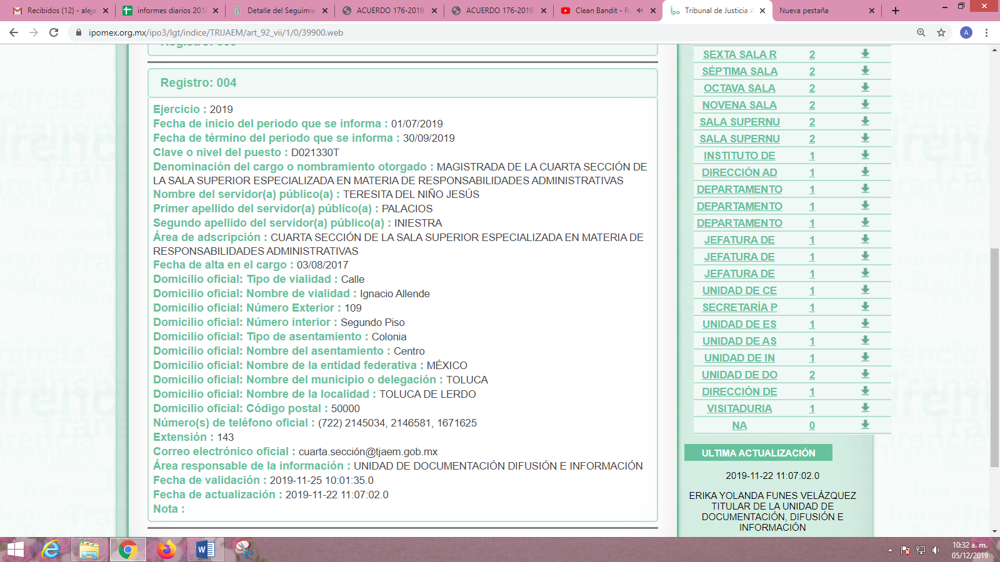 Recibidos (12) - aleja
informes diarios 2018
Detalle del Seguimie
ACUERDO 176-2019
ACUERDO 176-2019
Clean Bandit - Ro
Tribunal de Justicia A
Nueva pestaña
ipomex.org.mx/ipo3/lgt/indice/TRIJAEM/art_92_vii/1/0/39900.web
A
Registro: 004
Ejercicio : 2019
Fecha de inicio del periodo que se informa : 01/07/2019
Fecha de término del periodo que se informa : 30/09/2019
Clave o nivel del puesto : D021330T
Denominación del cargo o nombramiento otorgado : MAGISTRADA DE LA CUARTA SECCIÓN DE
LA SALA SUPERIOR ESPECIALIZADA EN MATERIA DE RESPONSABILIDADES ADMINISTRATIVAS
Nombre del servidor(a) público(a) : TERESITA DEL NIÑO JESÚS
Primer apellido del servidor(a) público(a) : PALACIOS
Segundo apellido del servidor(a) público(a) : INIESTRA
Área de adscripción : CUARTA SECCIÓN DE LA SALA SUPERIOR ESPECIALIZADA EN MATERIA DE
RESPONSABILIDADES ADMINISTRATIVAS
Fecha de alta en el cargo : 03/08/2017
Domicilio oficial: Tipo de vialidad : Calle
Domicilio oficial: Nombre de vialidad : Ignacio Allende
Domicilio oficial: Número Exterior : 109
Domicilio oficial: Número interior : Segundo Piso
Domicilio oficial: Tipo de asentamiento : Colonia
Domicilio oficial: Nombre del asentamiento : Centro
Domicilio oficial: Nombre de la entidad federativa : MÉXICO
Domicilio oficial: Nombre del municipio o delegación : TOLUCA
Domicilio oficial: Nombre de la localidad : TOLUCA DE LERDO
Domicilio oficial: Código postal : 50000
Número(s) de teléfono oficial : (722) 2145034, 2146581, 1671625
Extensión : 143
Correo electrónico oficial : cuarta.sección@tjaem.gob.mx
Área responsable de la información : UNIDAD DE DOCUMENTACIÓN DIFUSIÓN E INFORMACIÓN
Fecha de validación : 2019-11-25 10:01:35.0
Fecha de actualización : 2019-11-22 11:07:02.0
Nota :
SEXTA SALA R 2
SÉPTIMA SALA 2
OCTAVA SALA 2
NOVENA SALA 2
SALA SUPERNU 2
SALA SUPERNU 2
INSTITUTO DE 1
DIRECCIÓN AD 1
DEPARTAMENTO 1
DEPARTAMENTO 1
DEPARTAMENTO 1
JEFATURA DE 1
JEFATURA DE 1
JEFATURA DE 1
UNIDAD DE CE 1
SECRETARÍA P 1
UNIDAD DE ES 1
UNIDAD DE AS 1
UNIDAD DE IN 1
UNIDAD DE DO 2
DIRECCIÓN DE 1
VISITADURIA 1
NA 0
ULTIMA ACTUALIZACIÓN
2019-11-22 11:07:02.0
ERIKA YOLANDA FUNES VELÁZQUEZ
TITULAR DE LA UNIDAD DE
DOCUMENTACIÓN, DIFUSIÓN E
INFORMACIÓN
10:32 a. m.
05/12/2019